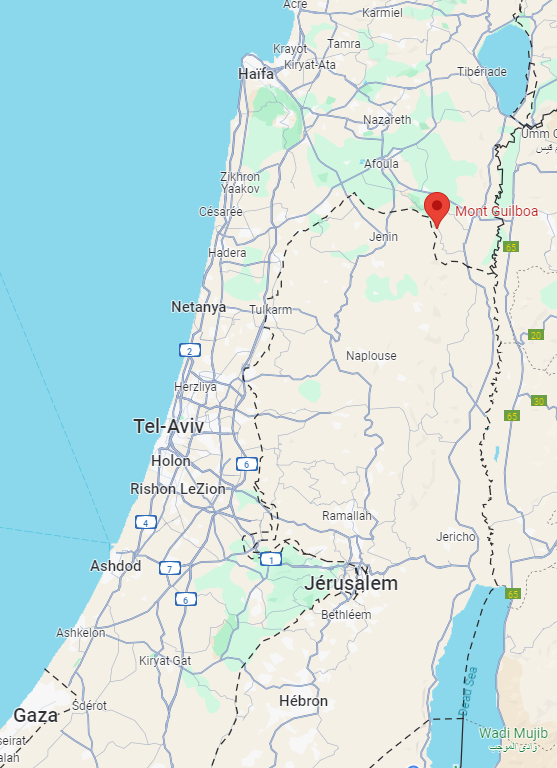 Acre
Karmiel
Krayot
Tamra
Kiryat-Ata
Haïfa
Tibériade
Nazareth
Umm Q
Afoula
Zikhron
Yaakov
Césarée
Mont Guilboa
Jénin
Hadera
65
Netanya
Tulkarm
20
2
Naplouse
Herzliya
30
65
Tel-Aviv
Holon
6
Rishon LeZion
4
Ramallah
Jericho
1
Ashdod
7
Jérusalem
6
65
Bethléem
Ashkelon
Kiryat Gat
Dead Sea
Sdérot
Hébron
Gaza
seirat
Wadi Mujib
وادي الموجب